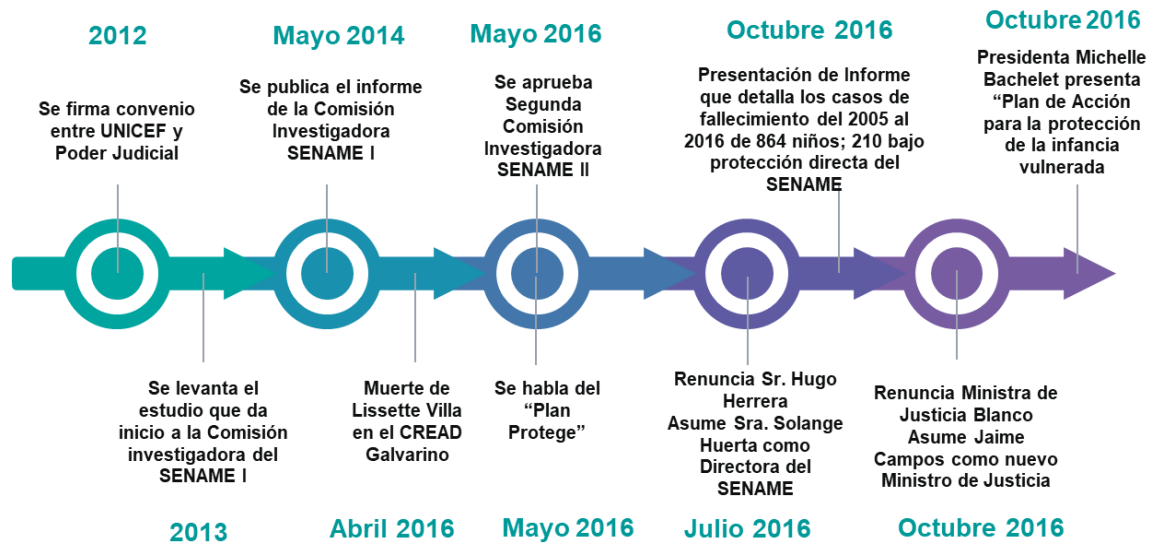 2012
Se firma convenio
entre UNICEF y
Poder Judicial
Mayo 2014
Se publica el informe
de la Comisión
Investigadora
SENAME I
Mayo 2016
Se aprueba
Segunda
Comisión
Investigadora
SENAME II
Octubre 2016
Presentación de Informe
que detalla los casos de
fallecimiento del 2005 al
2016 de 864 niños; 210 bajo
protección directa del
SENAME
Octubre 2016
Presidenta Michelle
Bachelet presenta
“Plan de Acción
para la protección
de la infancia
vulnerada
Se levanta el
estudio que da
inicio a la Comisión
investigadora del
SENAME I
2013
Muerte de
Lissette Villa
en el CREAD
Galvarino
Abril 2016
Se habla del
“Plan
Protege”
Mayo 2016
Renuncia Sr. Hugo
Herrera
Asume Sra. Solange
Huerta como
Directora del
SENAME
Julio 2016
Renuncia Ministra de
Justicia Blanco
Asume Jaime
Campos como nuevo
Ministro de Justicia
Octubre 2016